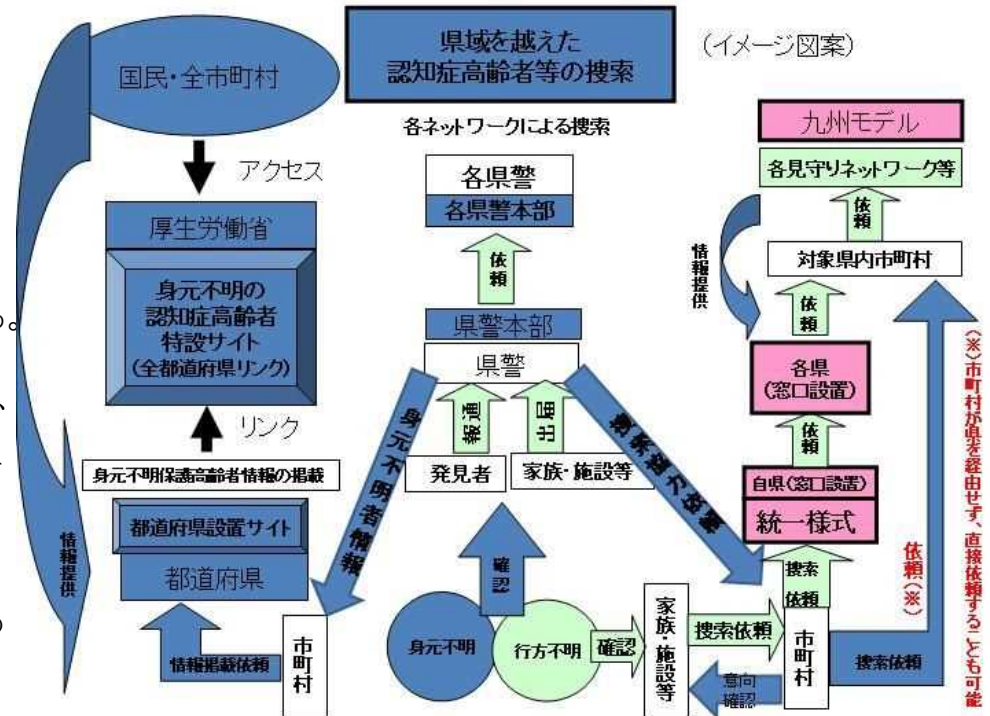 県域を越えた
認知症高齢者等の捜索
(イメージ図案)
国民・全市町村
アクセス
厚生労働省
身元不明の
認知症高齢者
特設サイト
(全都道府県リンク)
リンク
身元不明保護高齢者情報の掲載
都道府県設置サイト
都道府県
情報提供
情報掲載依頼
市町村
各ネットワークによる捜索
各県警
各県警本部
依頼
県警本部
県警
通報
届出
発見者
家族・施設等
身元不明者情報
捜索協力依頼
確認
身元不明
行方不明
確認
家族・施設等
捜索依頼
意向
確認
市町村
九州モデル
各見守りネットワーク等
依頼
情報提供
対象県内市町村
依頼
各県
(窓口設置)
依頼
自県(窓口設置)
統一様式
捜索
依頼
捜索依頼
依頼(※)
(※)市町村が県を経由せず、直接依頼することも可能
。
、